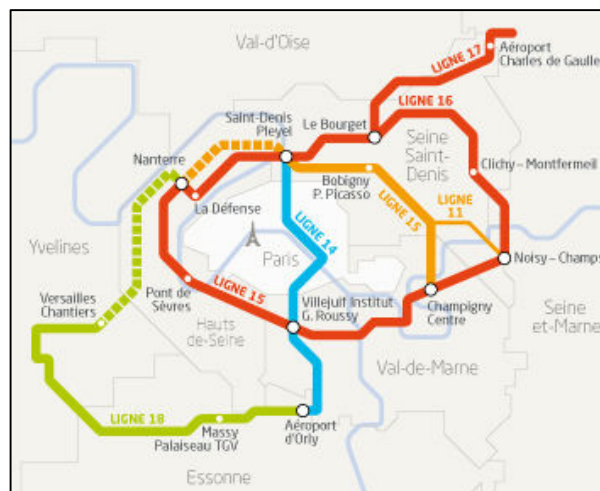 Val-d'Oise
LIGNE 17
Aéroport
Charles de Gaulle
Saint-Denis
Pleyel
Le Bourget
LIGNE 16
Nanterre
Seine
Saint-
Denis
Clichy – Montfermeil
La Défense
Bobigny
P. Picasso
LIGNE 15
LIGNE
11
LIGNE 14
Yvelines
Paris
Noisy – Champs
Versailles
Chantiers
Pont de
Sèvres
LIGNE 15
Villejuif Institut
G. Roussy
Champigny
Centre
Seine
et-Marne
Hauts
de-Seine
Val-de-Marne
LIGNE 18
Massy
Palaiseau TGV
Aéroport
d'Orly
Essonne